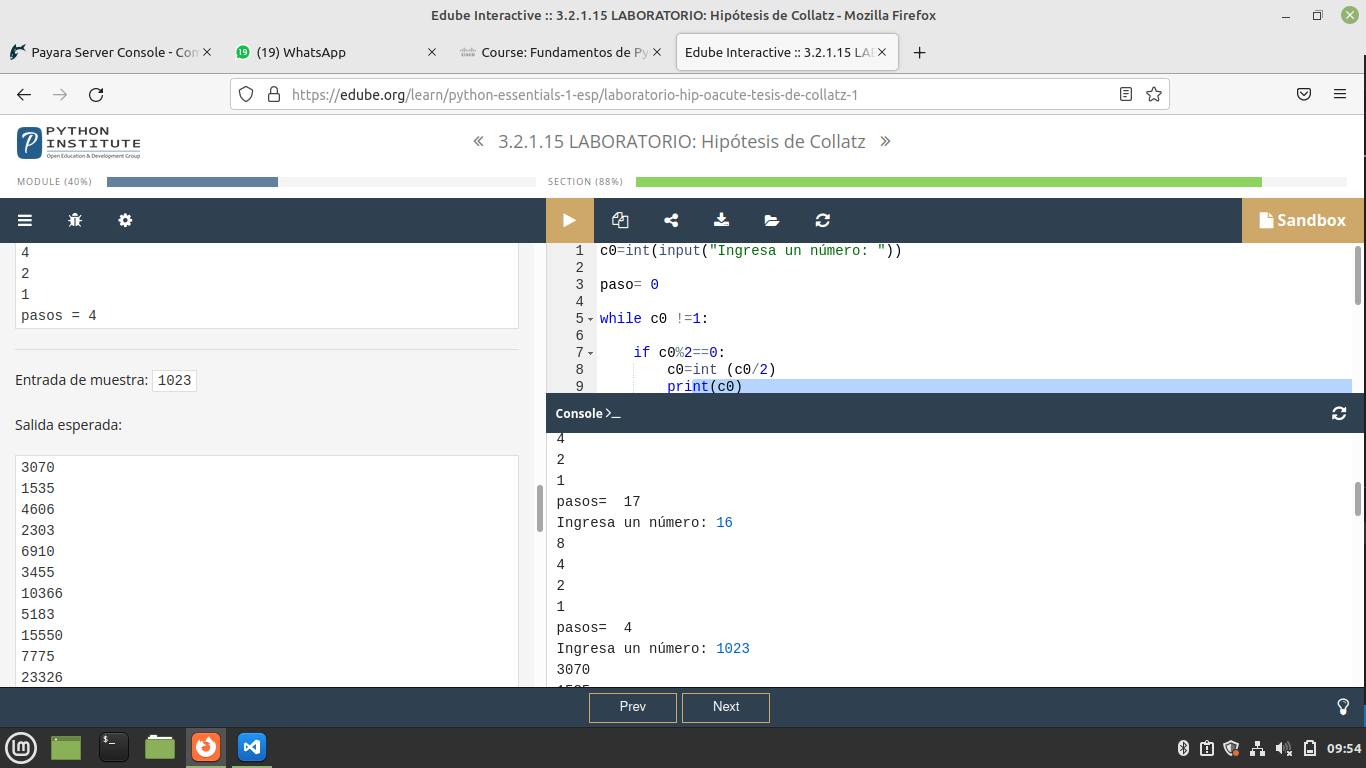 Edube Interactive :: 3.2.1.15 LABORATORIO: Hipótesis de Collatz - Mozilla Firefox
Payara Server Console - Con
(19) WhatsApp
Course: Fundamentos de Py
Edube Interactive :: 3.2.1.15 LA
https://edube.org/learn/python-essentials-1-esp/laboratorio-hip-oacute-tesis-de-collatz-1
PYTHON
INSTITUTE
Open Education & Development Group
« 3.2.1.15 LABORATORIO: Hipótesis de Collatz »
MODULE (40%)
SECTION (88%)
Sandbox
4
2
1
pasos = 4
Entrada de muestra: 1023
Salida esperada:
3070
1535
4606
2303
6910
3455
10366
5183
15550
7775
23326
1 c0=int(input("Ingresa un número: "))
2
3 paso= 0
4
5 while c0 !=1:
6
7 if c0%2==0:
8 c0=int (c0/2)
9 print(c0)
Console >_
4
2
1
pasos=  17
Ingresa un número: 16
8
4
2
1
pasos=  4
Ingresa un número: 1023
3070
Prev
Next
09:54